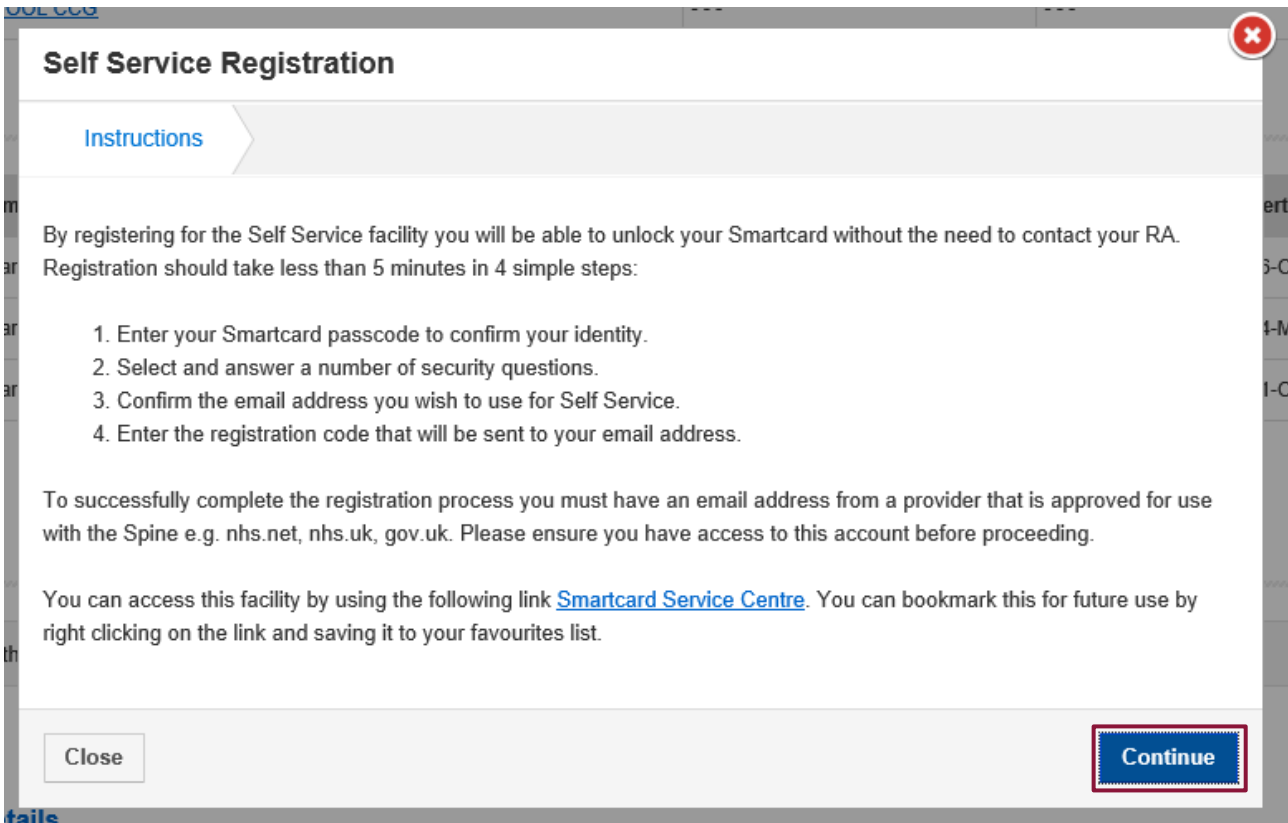 Self Service Registration
Instructions
By registering for the Self Service facility you will be able to unlock your Smartcard without the need to contact your RA.
Registration should take less than 5 minutes in 4 simple steps:
1. Enter your Smartcard passcode to confirm your identity.
2. Select and answer a number of security questions.
3. Confirm the email address you wish to use for Self Service.
4. Enter the registration code that will be sent to your email address.
To successfully complete the registration process you must have an email address from a provider that is approved for use
with the Spine e.g. nhs.net, nhs.uk, gov.uk. Please ensure you have access to this account before proceeding.
You can access this facility by using the following link Smartcard Service Centre. You can bookmark this for future use by
right clicking on the link and saving it to your favourites list.
Close
Continue